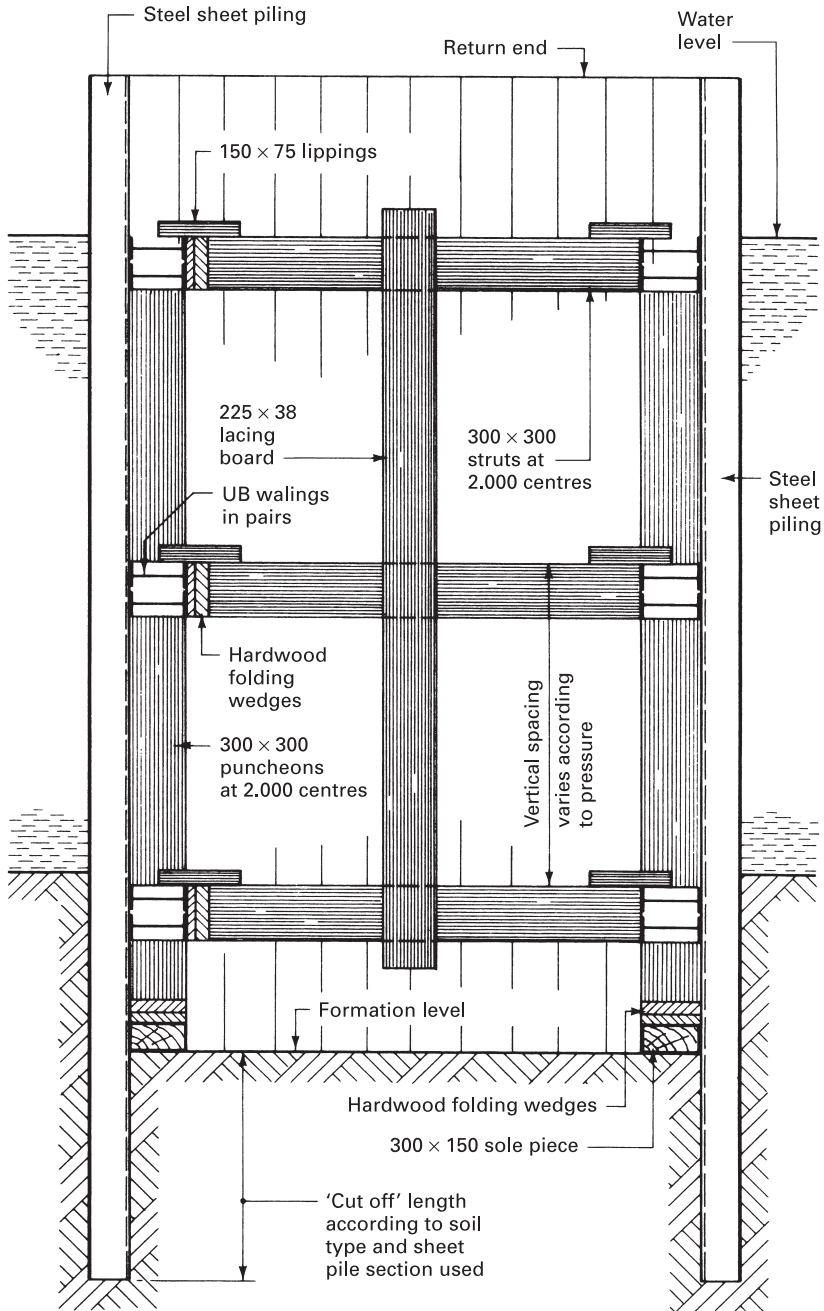 Steel sheet piling
Return end
Water
level
150 × 75 lippings
225 × 38
lacing
board
300 × 300
struts at
2.000 centres
UB walings
in pairs
Steel
sheet
piling
Hardwood
folding
wedges
Vertical spacing
varies according
to pressure
300 × 300
puncheons
at 2.000 centres
Formation level
Hardwood folding wedges
300 × 150 sole piece
‘Cut off’ length
according to soil
type and sheet
pile section used